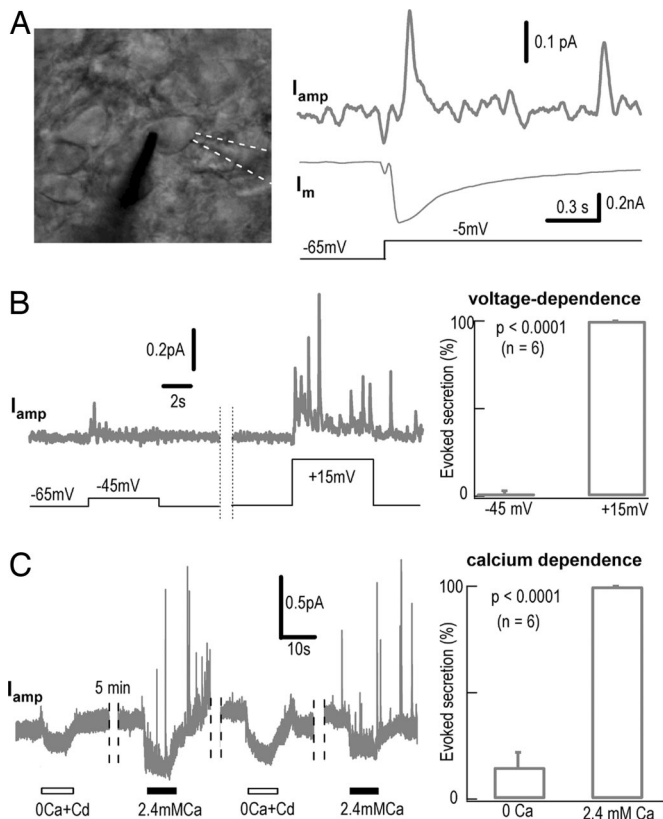 A
I_amp
0.1 pA
I_m
0.3 s
0.2nA
-65mV
-5mV
B
voltage-dependence
0.2pA
2s
I_amp
-65mV
-45mV
+15mV
Evoked secretion (%)
100
0
p < 0.0001
(n = 6)
-45 mV
+15mV
C
calcium dependence
0.5pA
10s
I_amp
5 min
0Ca+Cd
2.4mMCa
0Ca+Cd
2.4mMCa
Evoked secretion (%)
100
0
p < 0.0001
(n = 6)
0 Ca
2.4 mM Ca